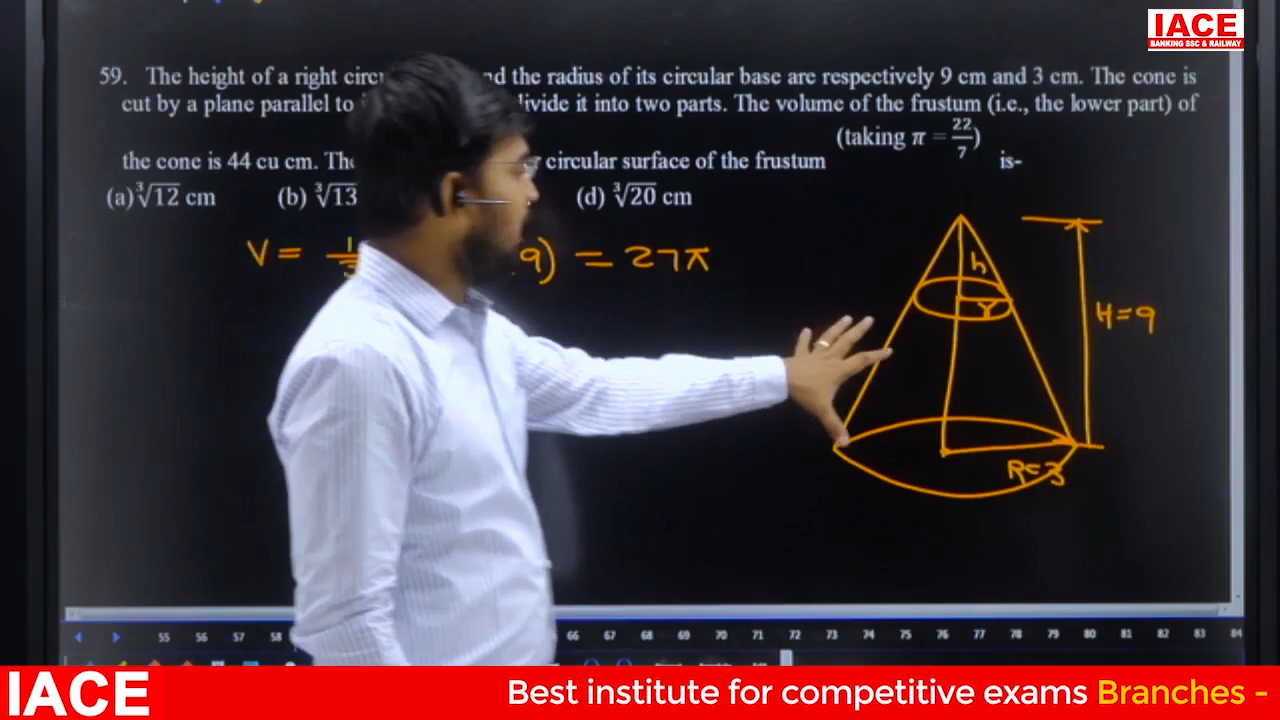 IACE
BANKING SSC & RAILWAY
59. The height of a right circu nd the radius of its circular base are respectively 9 cm and 3 cm. The cone is
cut by a plane parallel to livide it into two parts. The volume of the frustum (i.e., the lower part) of
(taking π = 22/7)
the cone is 44 cu cm. The circular surface of the frustum is-
(a) ∛12 cm (b) ∛13 (d) ∛20 cm
V = 1/3 9) = 27π
h
r
H=9
R=3
55 56 57 58 66 67 68 69 70 71 72 73 74 75 76 77 78 79 80 81 82 83 84
IACE Best institute for competitive exams Branches -